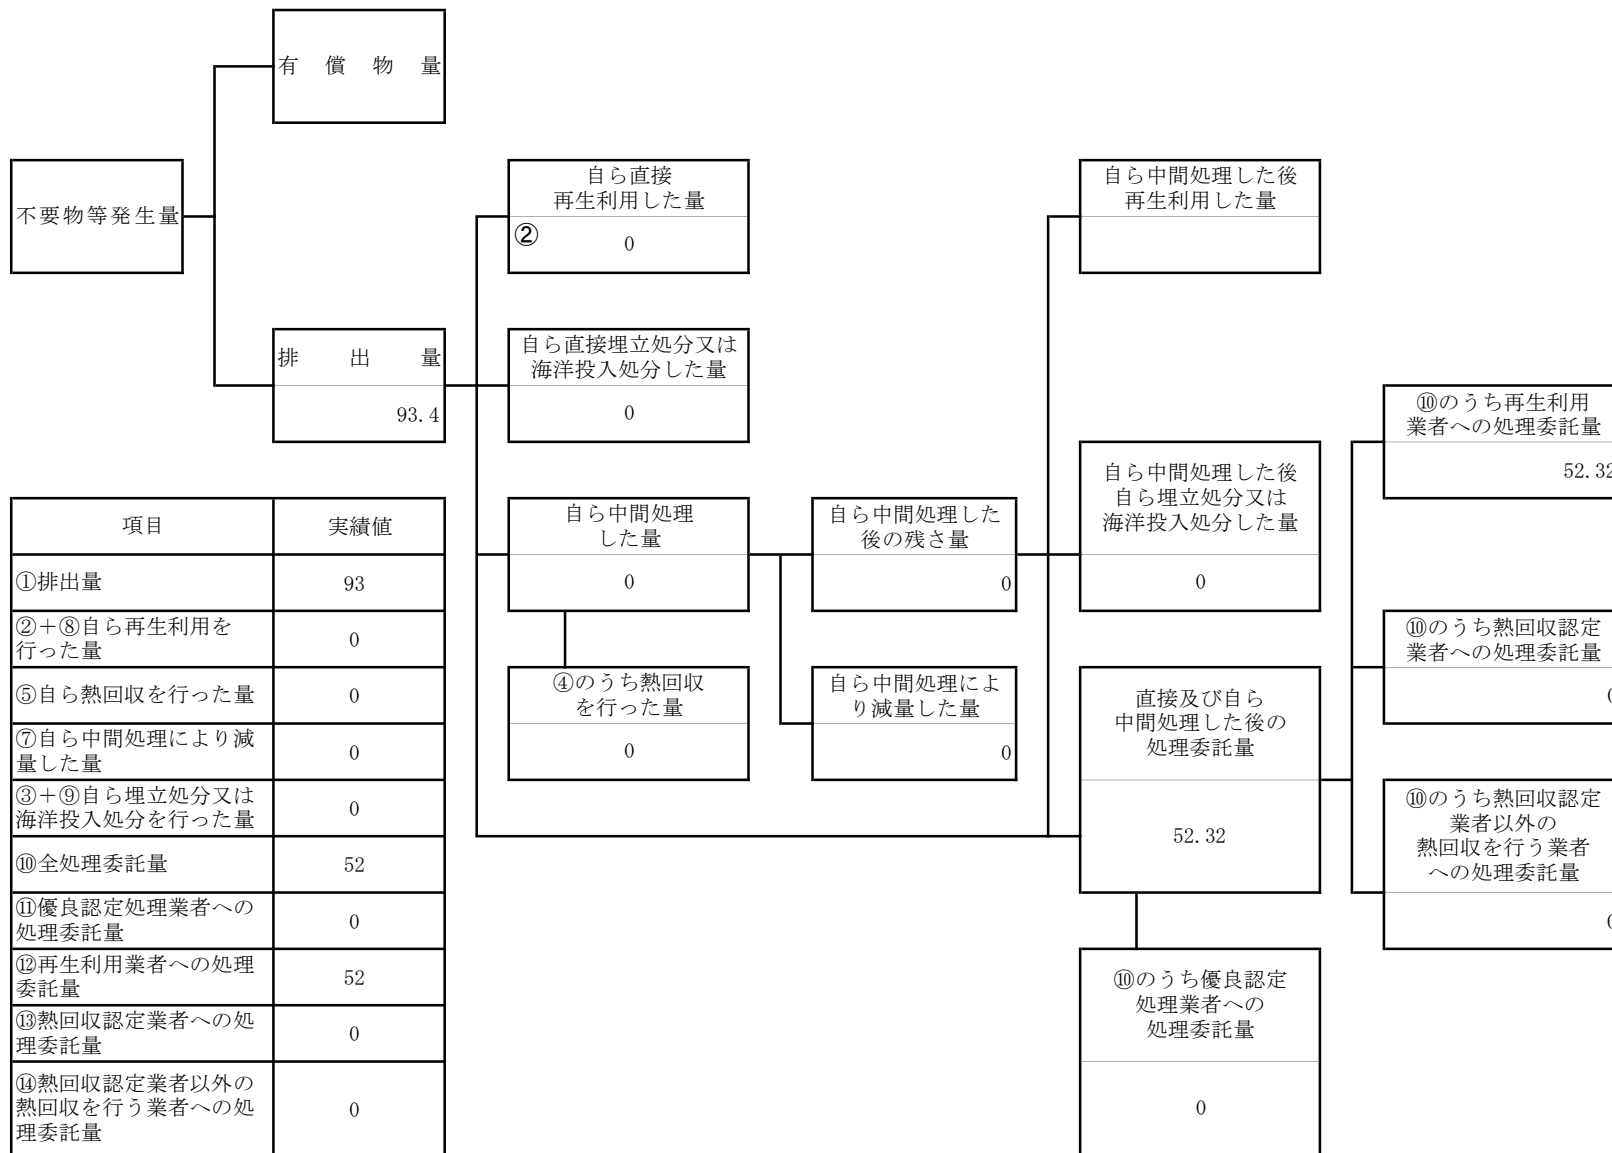 有償物量
不要物等発生量
自ら直接
再生利用した量
②
0
自ら中間処理した後
再生利用した量
排出量
93.4
自ら直接埋立処分又は
海洋投入処分した量
0
⑩のうち再生利用
業者への処理委託量
52.32
自ら中間処理
した量
0
自ら中間処理した
後の残さ量
0
自ら中間処理した後
自ら埋立処分又は
海洋投入処分した量
0
⑩のうち熱回収認定
業者への処理委託量
0
④のうち熱回収
を行った量
0
自ら中間処理によ
り減量した量
0
直接及び自ら
中間処理した後の
処理委託量
52.32
⑩のうち熱回収認定
業者以外の
熱回収を行う業者
への処理委託量
0
⑩のうち優良認定
処理業者への
処理委託量
0
項目 実績値
①排出量 93
②＋⑧自ら再生利用を
行った量 0
⑤自ら熱回収を行った量 0
⑦自ら中間処理により減
量した量 0
③＋⑨自ら埋立処分又は
海洋投入処分を行った量 0
⑩全処理委託量 52
⑪優良認定処理業者への
処理委託量 0
⑫再生利用業者への処理
委託量 52
⑬熱回収認定業者への処
理委託量 0
⑭熱回収認定業者以外の
熱回収を行う業者への処
理委託量 0